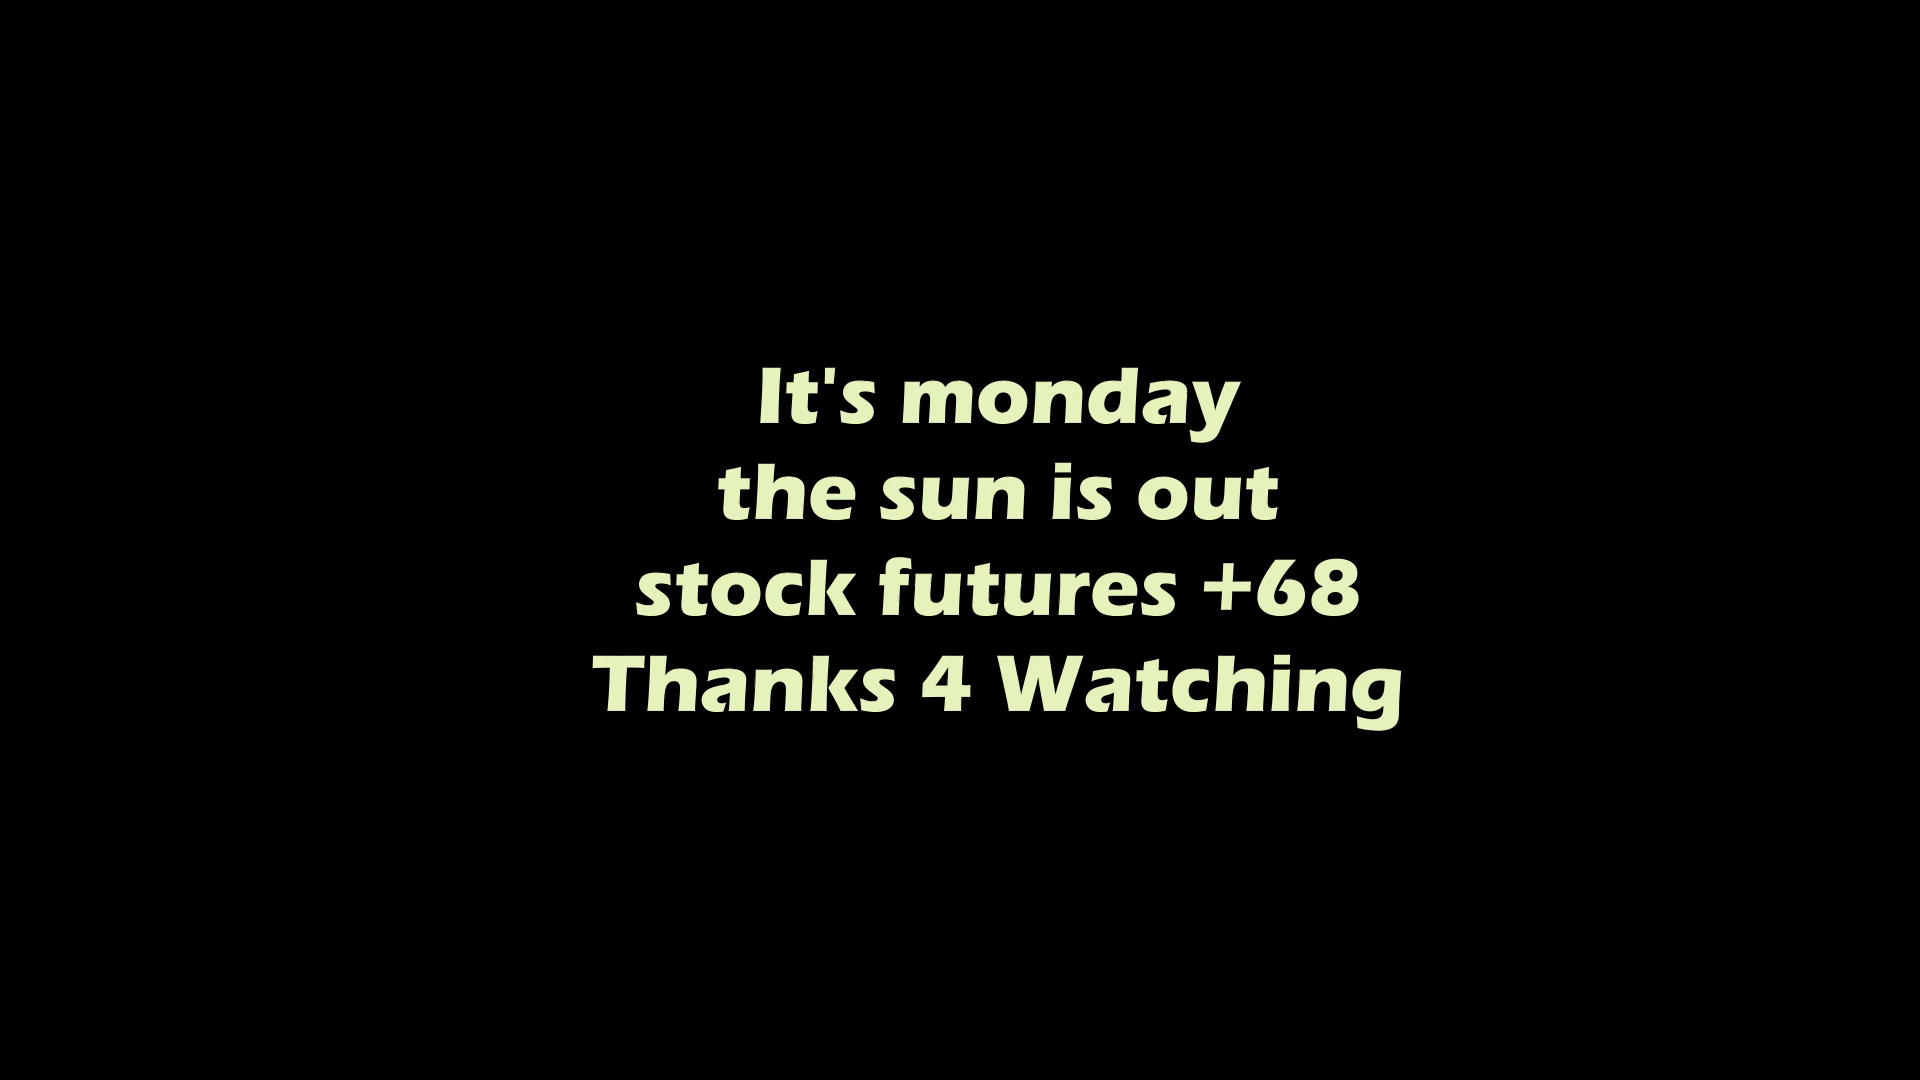 It's monday
the sun is out
stock futures +68
Thanks 4 Watching